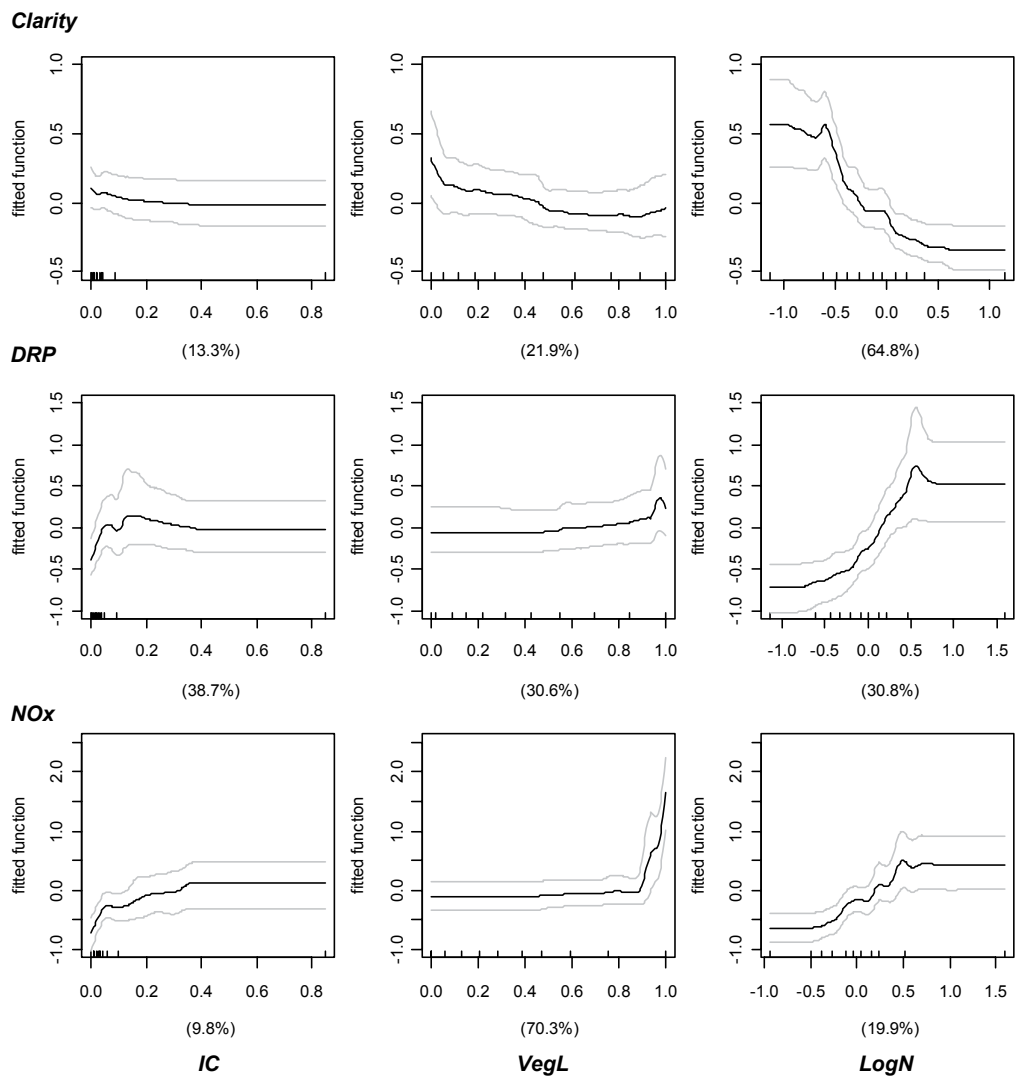 Clarity
fitted function
-0.5 0.0 0.5 1.0
0.0 0.2 0.4 0.6 0.8
(13.3%)
fitted function
-0.5 0.0 0.5 1.0
0.0 0.2 0.4 0.6 0.8 1.0
(21.9%)
fitted function
-0.5 0.0 0.5 1.0
-1.0 -0.5 0.0 0.5 1.0
(64.8%)
DRP
fitted function
-1.0 -0.5 0.0 0.5 1.0 1.5
0.0 0.2 0.4 0.6 0.8
(38.7%)
fitted function
-1.0 -0.5 0.0 0.5 1.0 1.5
0.0 0.2 0.4 0.6 0.8 1.0
(30.6%)
fitted function
-1.0 -0.5 0.0 0.5 1.0 1.5
-1.0 -0.5 0.0 0.5 1.0 1.5
(30.8%)
NOx
fitted function
-1.0 0.0 1.0 2.0
0.0 0.2 0.4 0.6 0.8
(9.8%)
fitted function
-1.0 0.0 1.0 2.0
0.0 0.2 0.4 0.6 0.8 1.0
(70.3%)
fitted function
-1.0 0.0 1.0 2.0
-1.0 -0.5 0.0 0.5 1.0 1.5
(19.9%)
IC
VegL
LogN